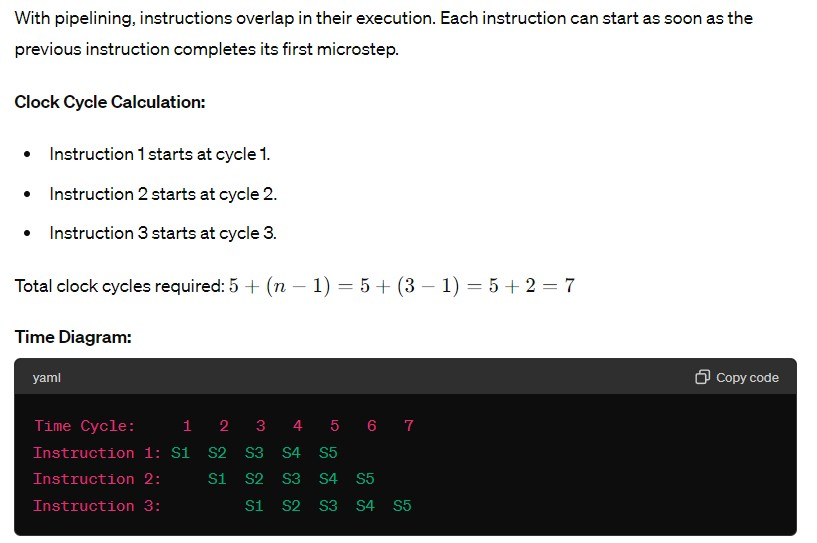 With pipelining, instructions overlap in their execution. Each instruction can start as soon as the
previous instruction completes its first microstep.
Clock Cycle Calculation:
• Instruction 1 starts at cycle 1.
• Instruction 2 starts at cycle 2.
• Instruction 3 starts at cycle 3.
Total clock cycles required: 5 + (n − 1) = 5 + (3 − 1) = 5 + 2 = 7
Time Diagram:
yaml Copy code
Time Cycle: 1 2 3 4 5 6 7
Instruction 1: S1 S2 S3 S4 S5
Instruction 2: S1 S2 S3 S4 S5
Instruction 3: S1 S2 S3 S4 S5